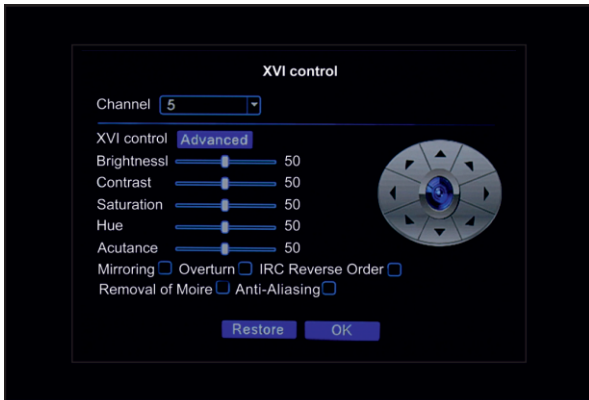 XVI control
Channel 5
XVI control Advanced
Brightnessl 50
Contrast 50
Saturation 50
Hue 50
Acutance 50
Mirroring Overturn IRC Reverse Order
Removal of Moire Anti-Aliasing
Restore OK